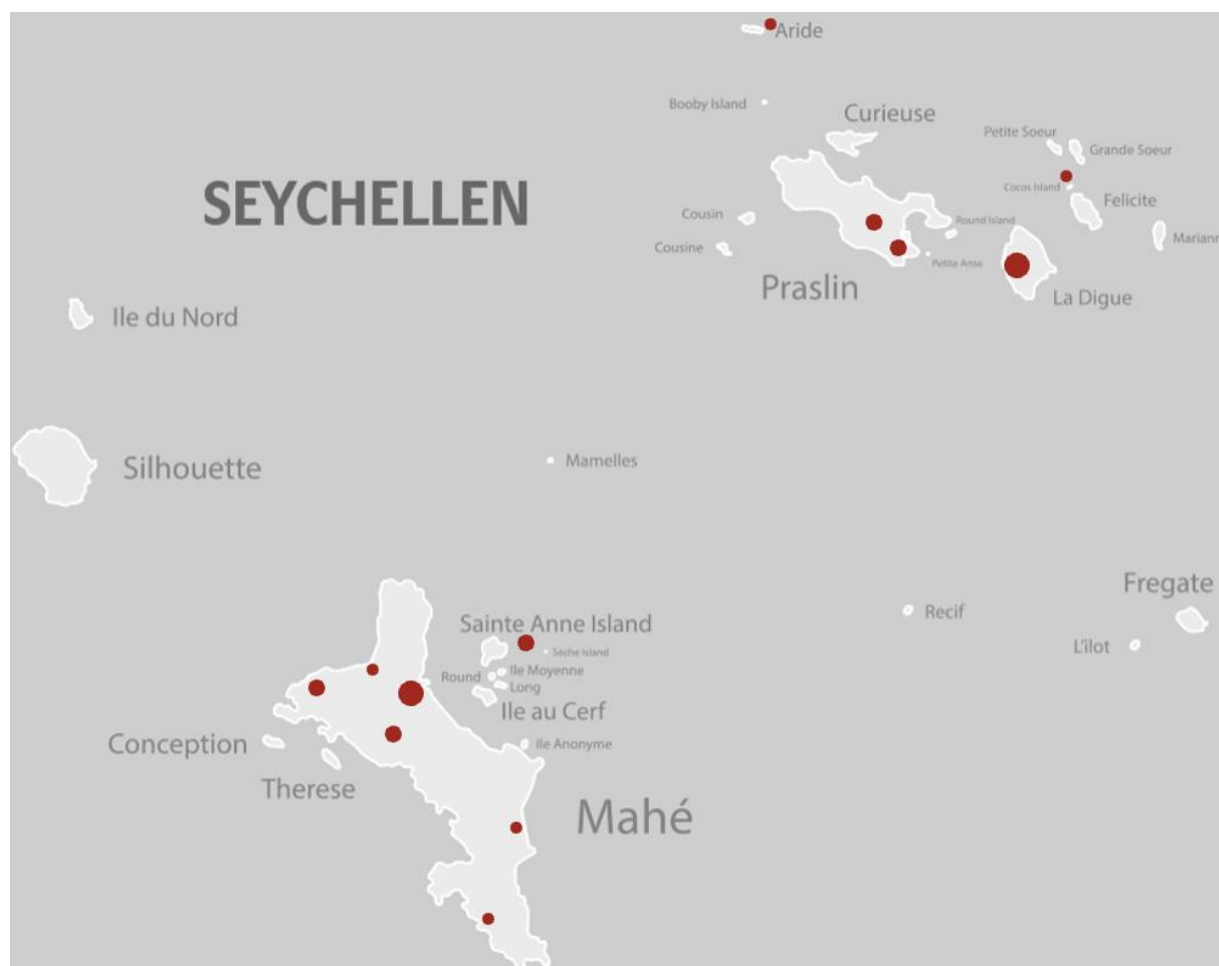 Aride
Booby Island
Curieuse
Petite Soeur
Grande Soeur
SEYCHELLEN
Cocos Island
Felicite
Cousin
Round Island
Mariann
Cousine
Petite Anse
Praslin
La Digue
Ile du Nord
Silhouette
Mamelles
Fregate
Recif
Sainte Anne Island
L'ilot
Sèche Island
Ile Moyenne
Round
Long
Ile au Cerf
Conception
Ile Anonyme
Therese
Mahé